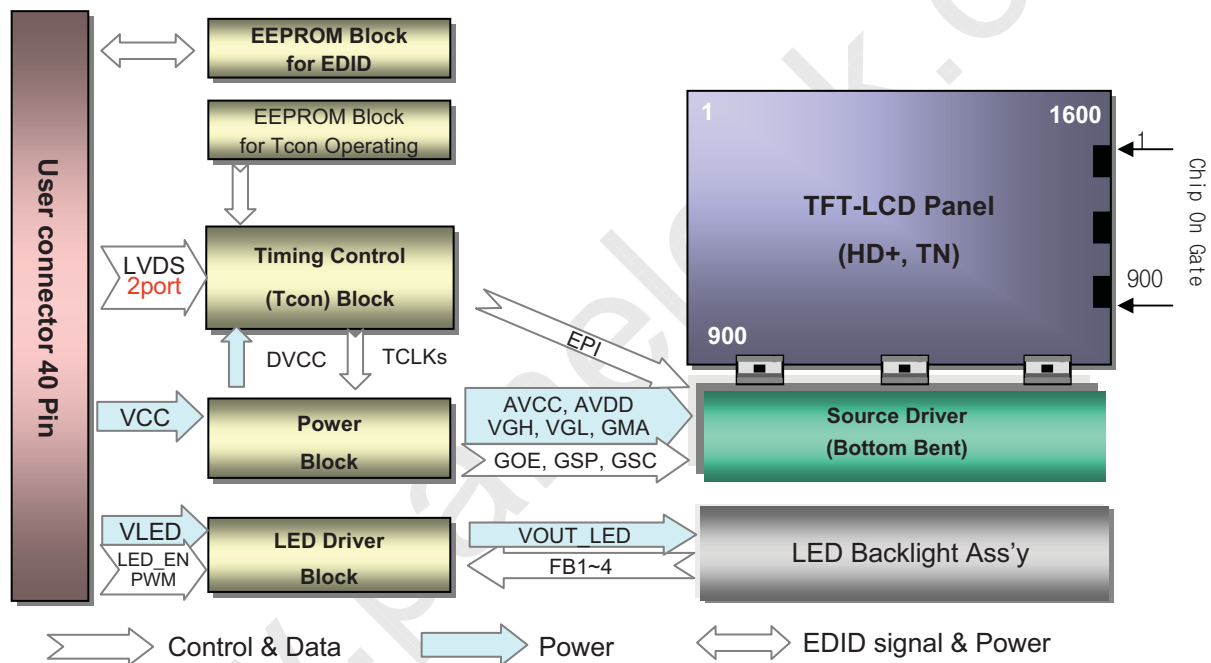 User connector 40 Pin
EEPROM Block
for EDID
EEPROM Block
for Tcon Operating
LVDS
2port
Timing Control
(Tcon) Block
DVCC
TCLKs
EPI
VCC
Power
Block
AVCC, AVDD
VGH, VGL, GMA
GOE, GSP, GSC
VLED
LED_EN
PWM
LED Driver
Block
VOUT_LED
FB1~4
1
1600
TFT-LCD Panel
(HD+, TN)
900
1
900
Chip On Gate
Source Driver
(Bottom Bent)
LED Backlight Ass'y
Control & Data
Power
EDID signal & Power